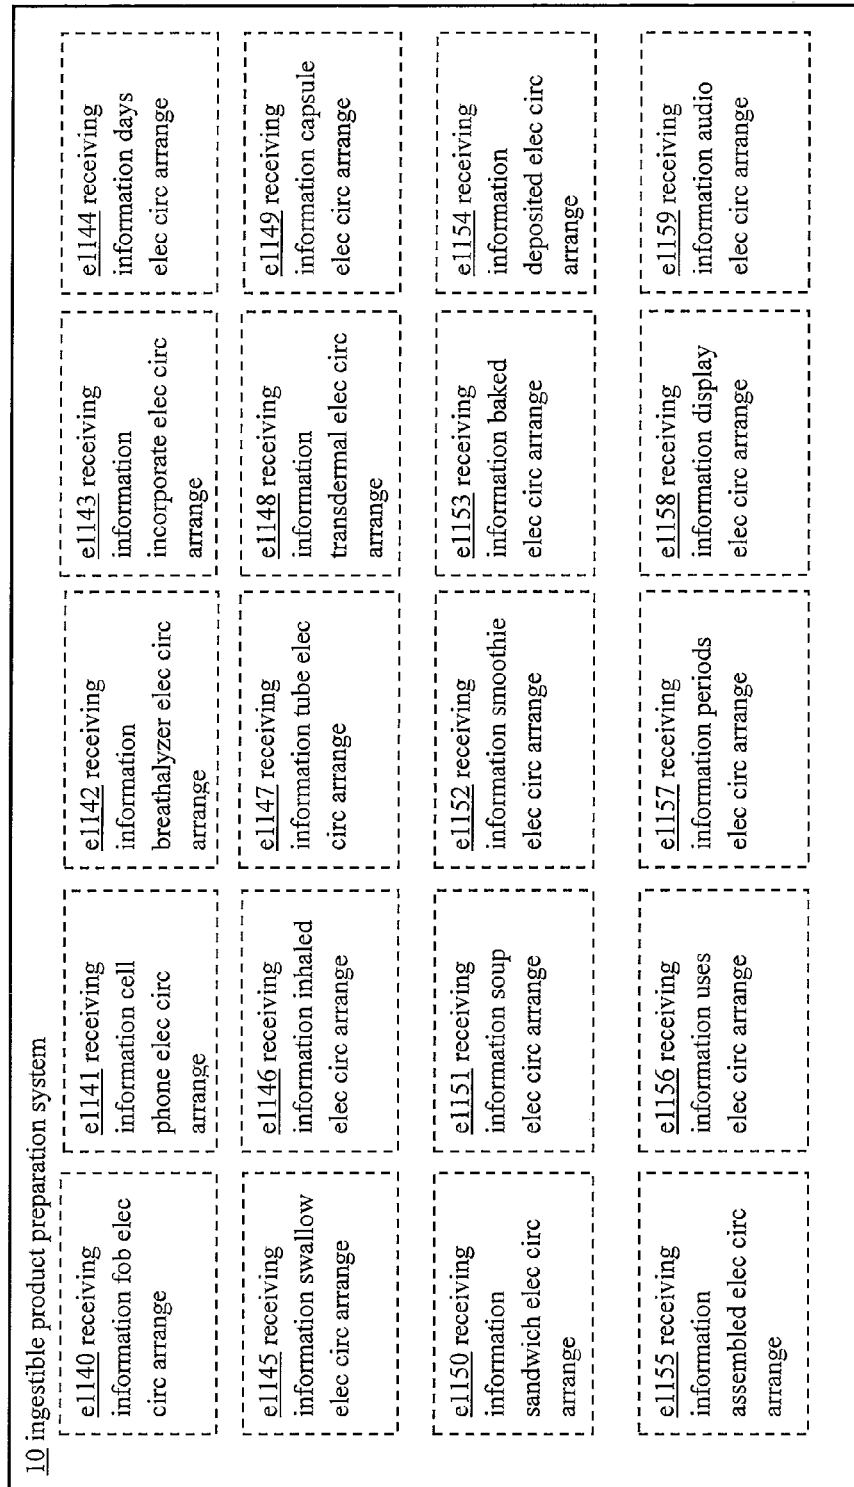 10 ingestible product preparation system
e1140 receiving
information fob elec
circ arrange
e1141 receiving
information cell
phone elec circ
arrange
e1142 receiving
information
breathalyzer elec circ
arrange
e1143 receiving
information
incorporate elec circ
arrange
e1144 receiving
information days
elec circ arrange
e1145 receiving
information swallow
elec circ arrange
e1146 receiving
information inhaled
elec circ arrange
e1147 receiving
information tube elec
circ arrange
e1148 receiving
information
transdermal elec circ
arrange
e1149 receiving
information capsule
elec circ arrange
e1150 receiving
information
sandwich elec circ
arrange
e1151 receiving
information soup
elec circ arrange
e1152 receiving
information smoothie
elec circ arrange
e1153 receiving
information baked
elec circ arrange
e1154 receiving
information
deposited elec circ
arrange
e1155 receiving
information
assembled elec circ
arrange
e1156 receiving
information uses
elec circ arrange
e1157 receiving
information periods
elec circ arrange
e1158 receiving
information display
elec circ arrange
e1159 receiving
information audio
elec circ arrange